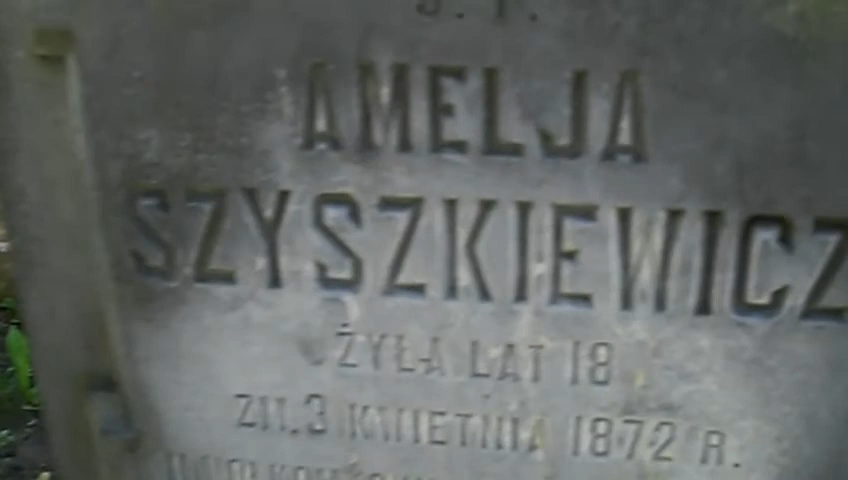 AMELJA
SZYSZKIEWICZ
ŻYŁA LAT 18
ZM. 3 KWIETNIA 1872 R.